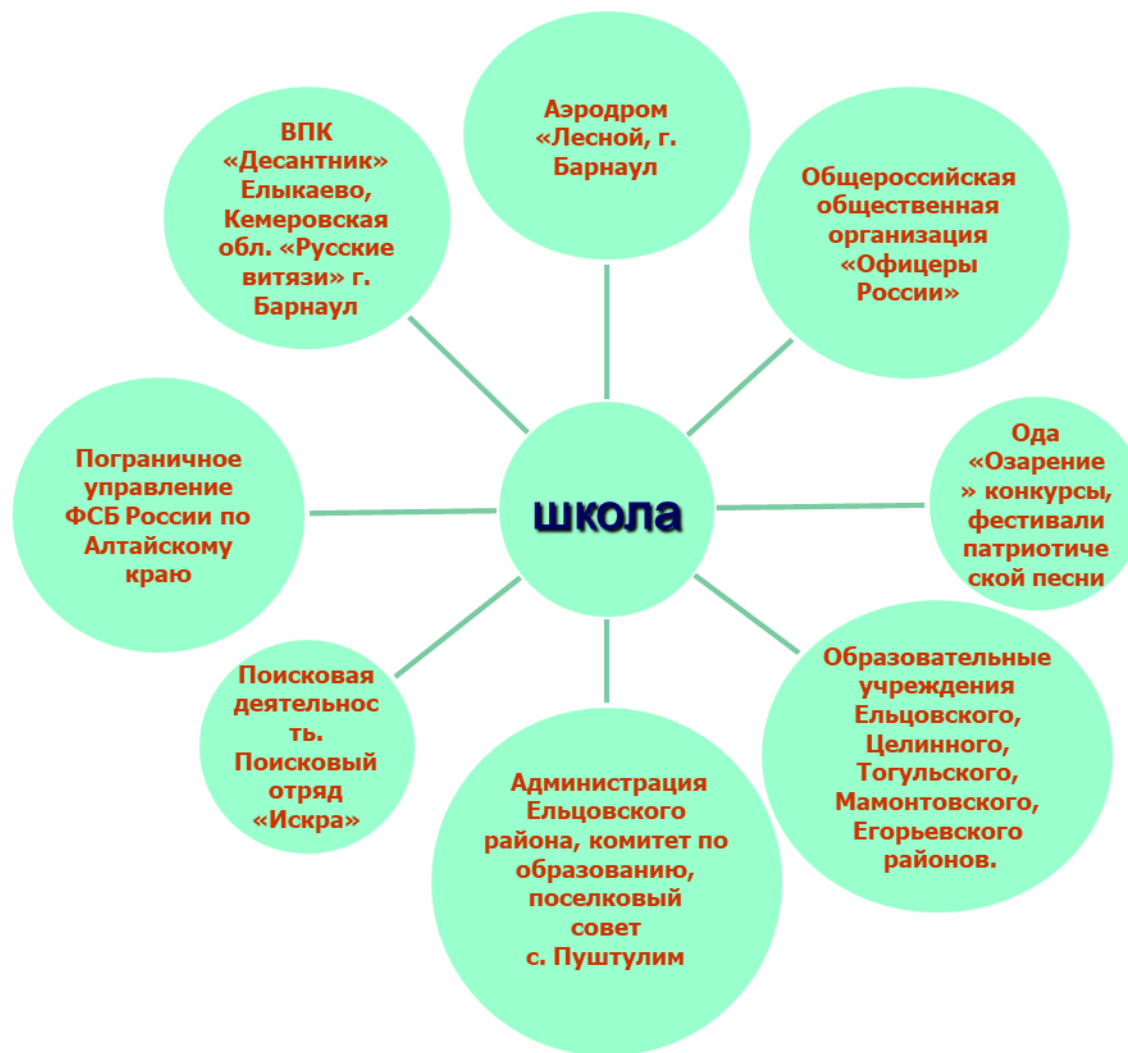 Аэродром
«Лесной, г.
Барнаул
Общероссийская
общественная
организация
«Офицеры
России»
Ода
«Озарение
» конкурсы,
фестивали
патриотиче
ской песни
Образовательные
учреждения
Ельцовского,
Целинного,
Тогульского,
Мамонтовского,
Егорьевского
районов.
Администрация
Ельцовского
района, комитет по
образованию,
поселковый
совет
с. Пуштулим
Поисковая
деятельнос
ть.
Поисковый
отряд
«Искра»
Пограничное
управление
ФСБ России по
Алтайскому
краю
ВПК
«Десантник»
Елыкаево,
Кемеровская
обл. «Русские
витязи» г.
Барнаул
школа